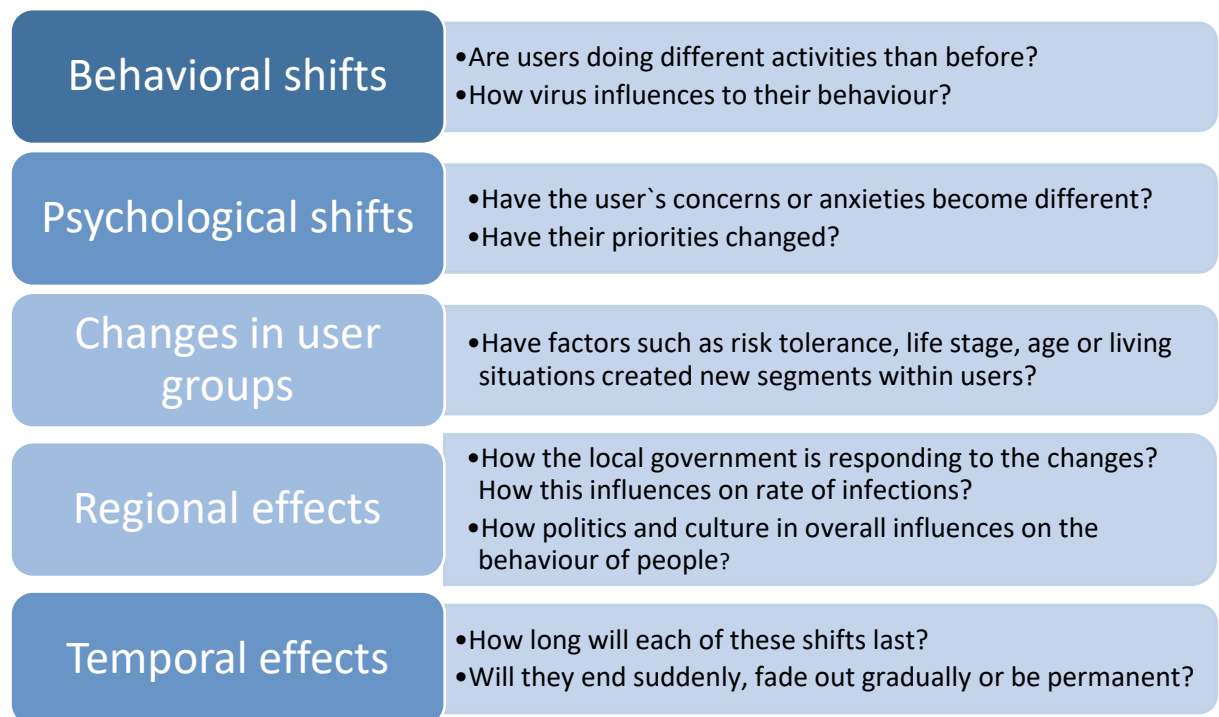 Behavioral shifts
•Are users doing different activities than before?
•How virus influences to their behaviour?
Psychological shifts
•Have the user`s concerns or anxieties become different?
•Have their priorities changed?
Changes in user
groups
•Have factors such as risk tolerance, life stage, age or living
situations created new segments within users?
Regional effects
•How the local government is responding to the changes?
How this influences on rate of infections?
•How politics and culture in overall influences on the
behaviour of people?
Temporal effects
•How long will each of these shifts last?
•Will they end suddenly, fade out gradually or be permanent?